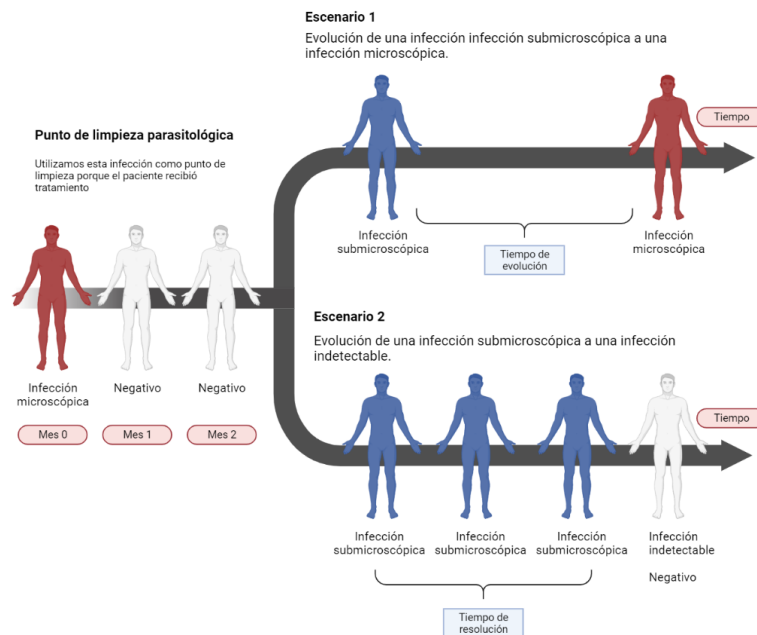 Escenario 1
Evolución de una infección infección submicroscópica a una
infección microscópica.
Punto de limpieza parasitológica
Utilizamos esta infección como punto de
limpieza porque el paciente recibió
tratamiento
Tiempo
Infección
submicroscópica
Infección
microscópica
Tiempo de
evolución
Infección
microscópica
Negativo
Negativo
Mes 0
Mes 1
Mes 2
Escenario 2
Evolución de una infección submicroscópica a una infección
indetectable.
Tiempo
Infección
submicroscópica
Infección
submicroscópica
Infección
submicroscópica
Infección
indetectable
Negativo
Tiempo de
resolución